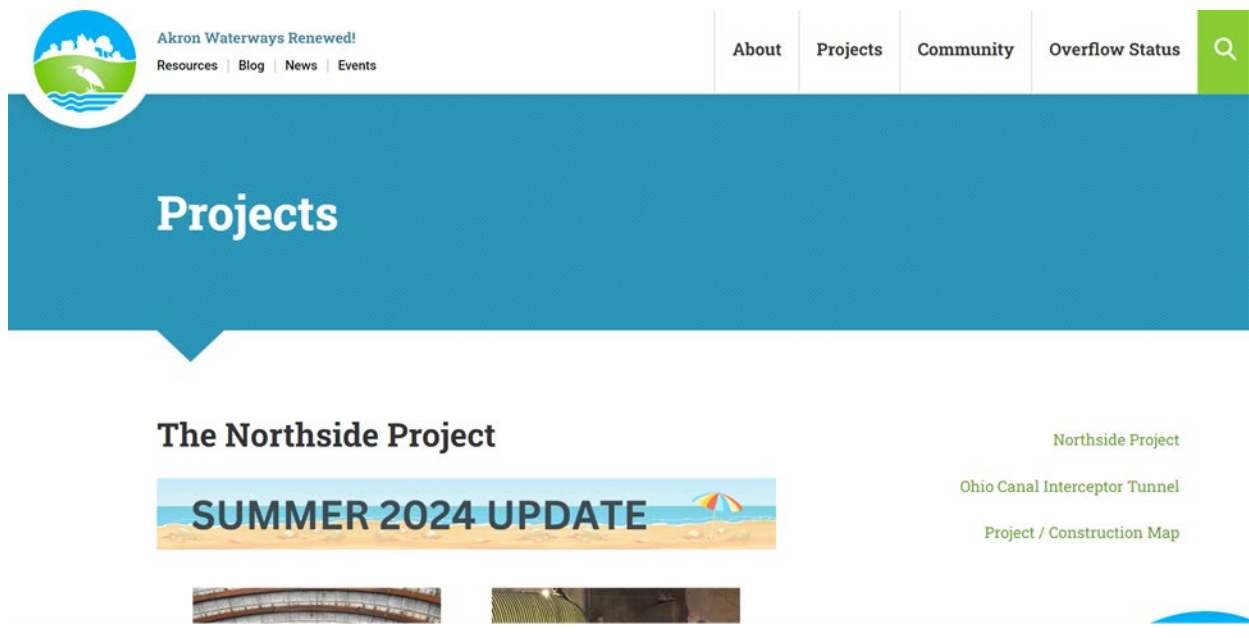 Akron Waterways Renewed!
Resources | Blog | News | Events
About Projects Community Overflow Status
Projects
The Northside Project
SUMMER 2024 UPDATE
Northside Project
Ohio Canal Interceptor Tunnel
Project / Construction Map